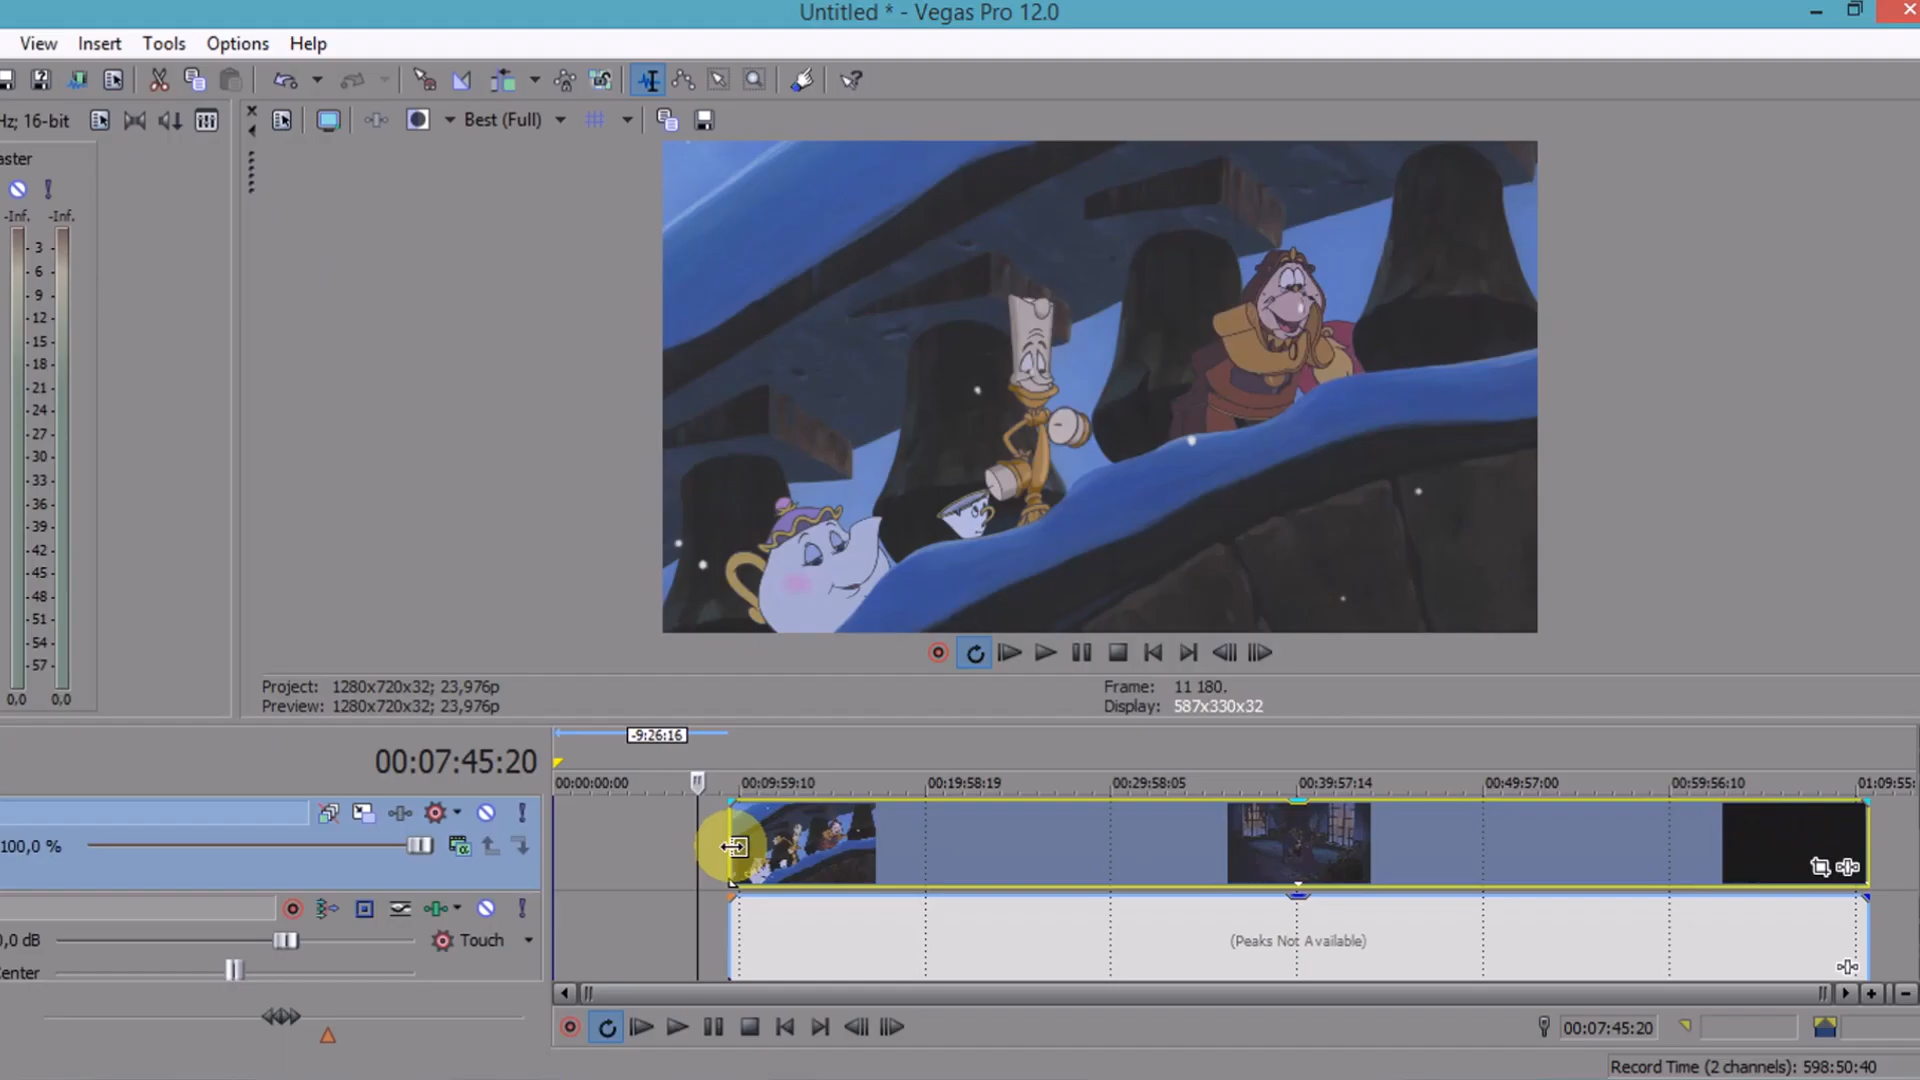 Untitled * - Vegas Pro 12.0
View Insert Tools Options Help
Hz; 16-bit
Best (Full)
aster
-Inf. -Inf.
3
6
9
12
15
18
21
24
27
30
33
36
39
42
45
48
51
54
57
0,0 0,0
Project: 1280x720x32; 23,976p
Preview: 1280x720x32; 23,976p
Frame: 11 180.
Display: 587x330x32
-9:26:16
00:07:45:20
00:00:00:00 00:09:59:10 00:19:58:19 00:29:58:05 00:39:57:14 00:49:57:00 00:59:56:10 01:09:55:
100,0 %
0,0 dB
Touch
Center
(Peaks Not Available)
00:07:45:20
Record Time (2 channels): 598:50:40